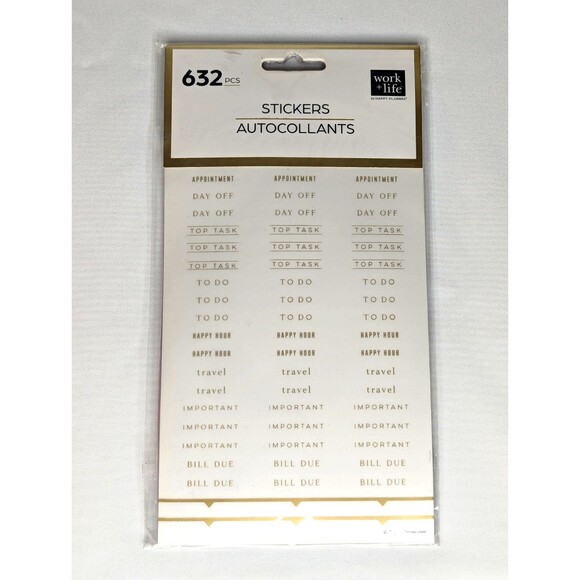 632 PCS
work
+life
BY HAPPY PLANNER
STICKERS
AUTOCOLLANTS
APPOINTMENT APPOINTMENT APPOINTMENT
DAY OFF DAY OFF DAY OFF
DAY OFF DAY OFF DAY OFF
TOP TASK TOP TASK TOP TASK
TOP TASK TOP TASK TOP TASK
TOP TASK TOP TASK TOP TASK
TO DO TO DO TO DO
TO DO TO DO TO DO
TO DO TO DO TO DO
HAPPY HOUR HAPPY HOUR HAPPY HOUR
HAPPY HOUR HAPPY HOUR HAPPY HOUR
travel travel travel
travel travel travel
IMPORTANT IMPORTANT IMPORTANT
IMPORTANT IMPORTANT IMPORTANT
IMPORTANT IMPORTANT IMPORTANT
BILL DUE BILL DUE BILL DUE
BILL DUE BILL DUE BILL DUE